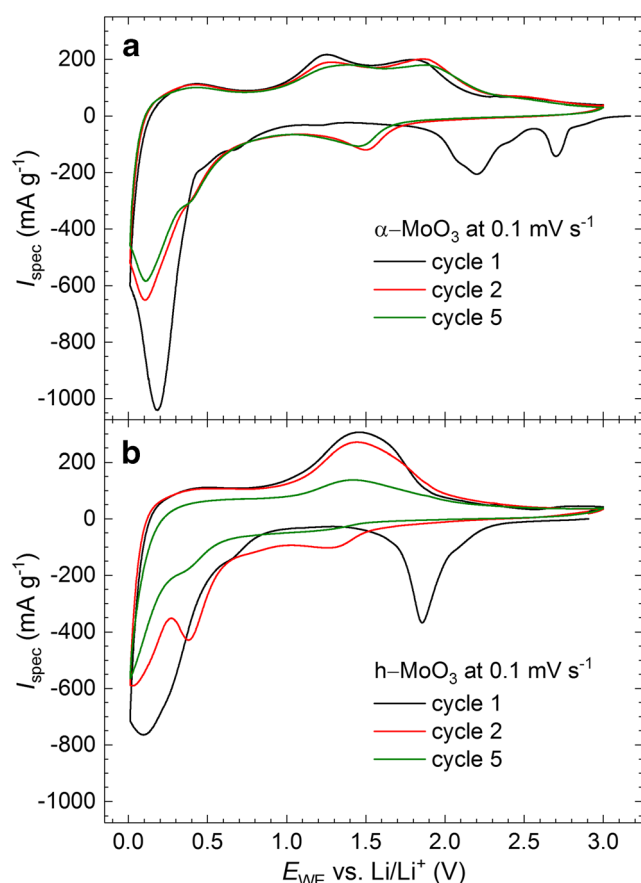 a
200
0
-200
-400
-600
-800
-1000
I_spec (mA g⁻¹)
α–MoO₃ at 0.1 mV s⁻¹
cycle 1
cycle 2
cycle 5
b
200
0
-200
-400
-600
-800
-1000
I_spec (mA g⁻¹)
h–MoO₃ at 0.1 mV s⁻¹
cycle 1
cycle 2
cycle 5
0.0 0.5 1.0 1.5 2.0 2.5 3.0
E_WE vs. Li/Li⁺ (V)